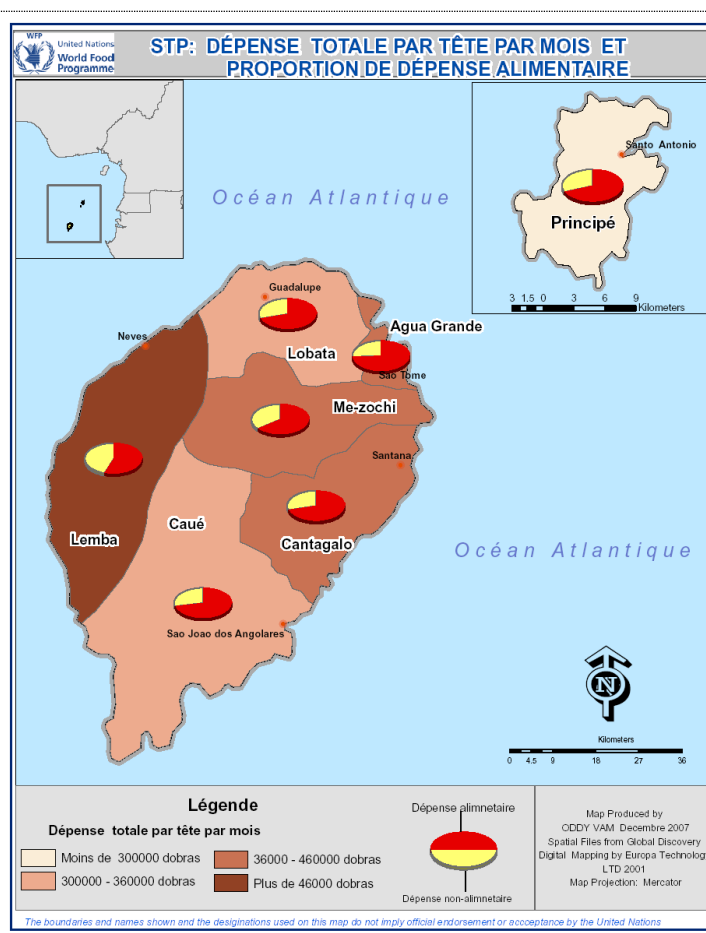 WFP
United Nations
World Food
Programme
STP: DÉPENSE TOTALE PAR TÊTE PAR MOIS ET
PROPORTION DE DÉPENSE ALIMENTAIRE
Santo Antonio
Principé
3 1.5 0 3 6 9
Kilometers
Océan Atlantique
Guadalupe
Neves
Agua Grande
Lobata
Sao Tome
Me-zochi
Santana
Caué
Lemba
Cantagalo
Océan Atlantique
Sao Joao dos Angolares
N
Kilometers
0 4.5 9 18 27 36
Légende
Dépense totale par tête par mois
Moins de 300000 dobras
300000 - 360000 dobras
36000 - 460000 dobras
Plus de 46000 dobras
Dépense alimnetaire
Dépense non-alimnetaire
Map Produced by
ODDY VAM Decembre 2007
Spatial Files from Global Discovery
Digital Mapping by Europa Technology
LTD 2001
Map Projection: Mercator
The boundaries and names shown and the desiginations used on this map do not imply official endorsement or accceptance by the United Nations